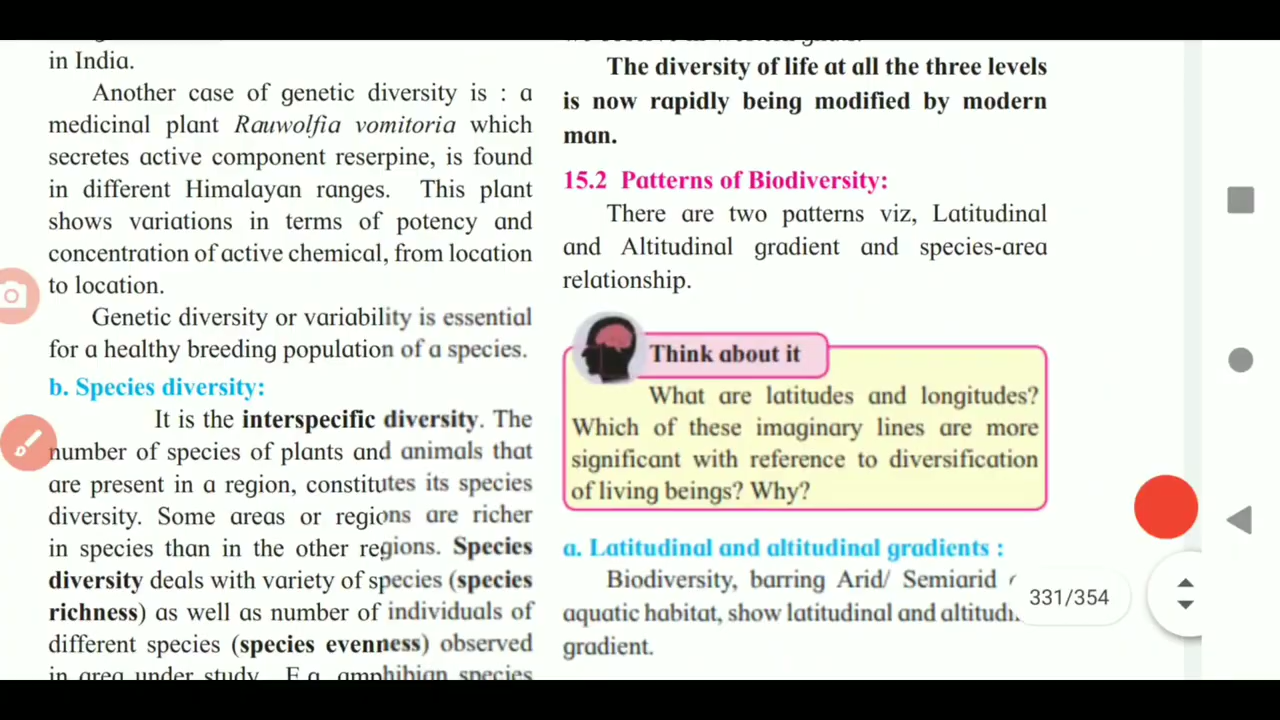 in India.
Another case of genetic diversity is : a
medicinal plant Rauwolfia vomitoria which
secretes active component reserpine, is found
in different Himalayan ranges. This plant
shows variations in terms of potency and
concentration of active chemical, from location
to location.
Genetic diversity or variability is essential
for a healthy breeding population of a species.
b. Species diversity:
It is the interspecific diversity. The
number of species of plants and animals that
are present in a region, constitutes its species
diversity. Some areas or regions are richer
in species than in the other regions. Species
diversity deals with variety of species (species
richness) as well as number of individuals of
different species (species evenness) observed
in area under study. E.g. amphibian species
The diversity of life at all the three levels
is now rapidly being modified by modern
man.
15.2 Patterns of Biodiversity:
There are two patterns viz, Latitudinal
and Altitudinal gradient and species-area
relationship.
Think about it
What are latitudes and longitudes?
Which of these imaginary lines are more
significant with reference to diversification
of living beings? Why?
a. Latitudinal and altitudinal gradients :
Biodiversity, barring Arid/ Semiarid
aquatic habitat, show latitudinal and
gradient.
331/354